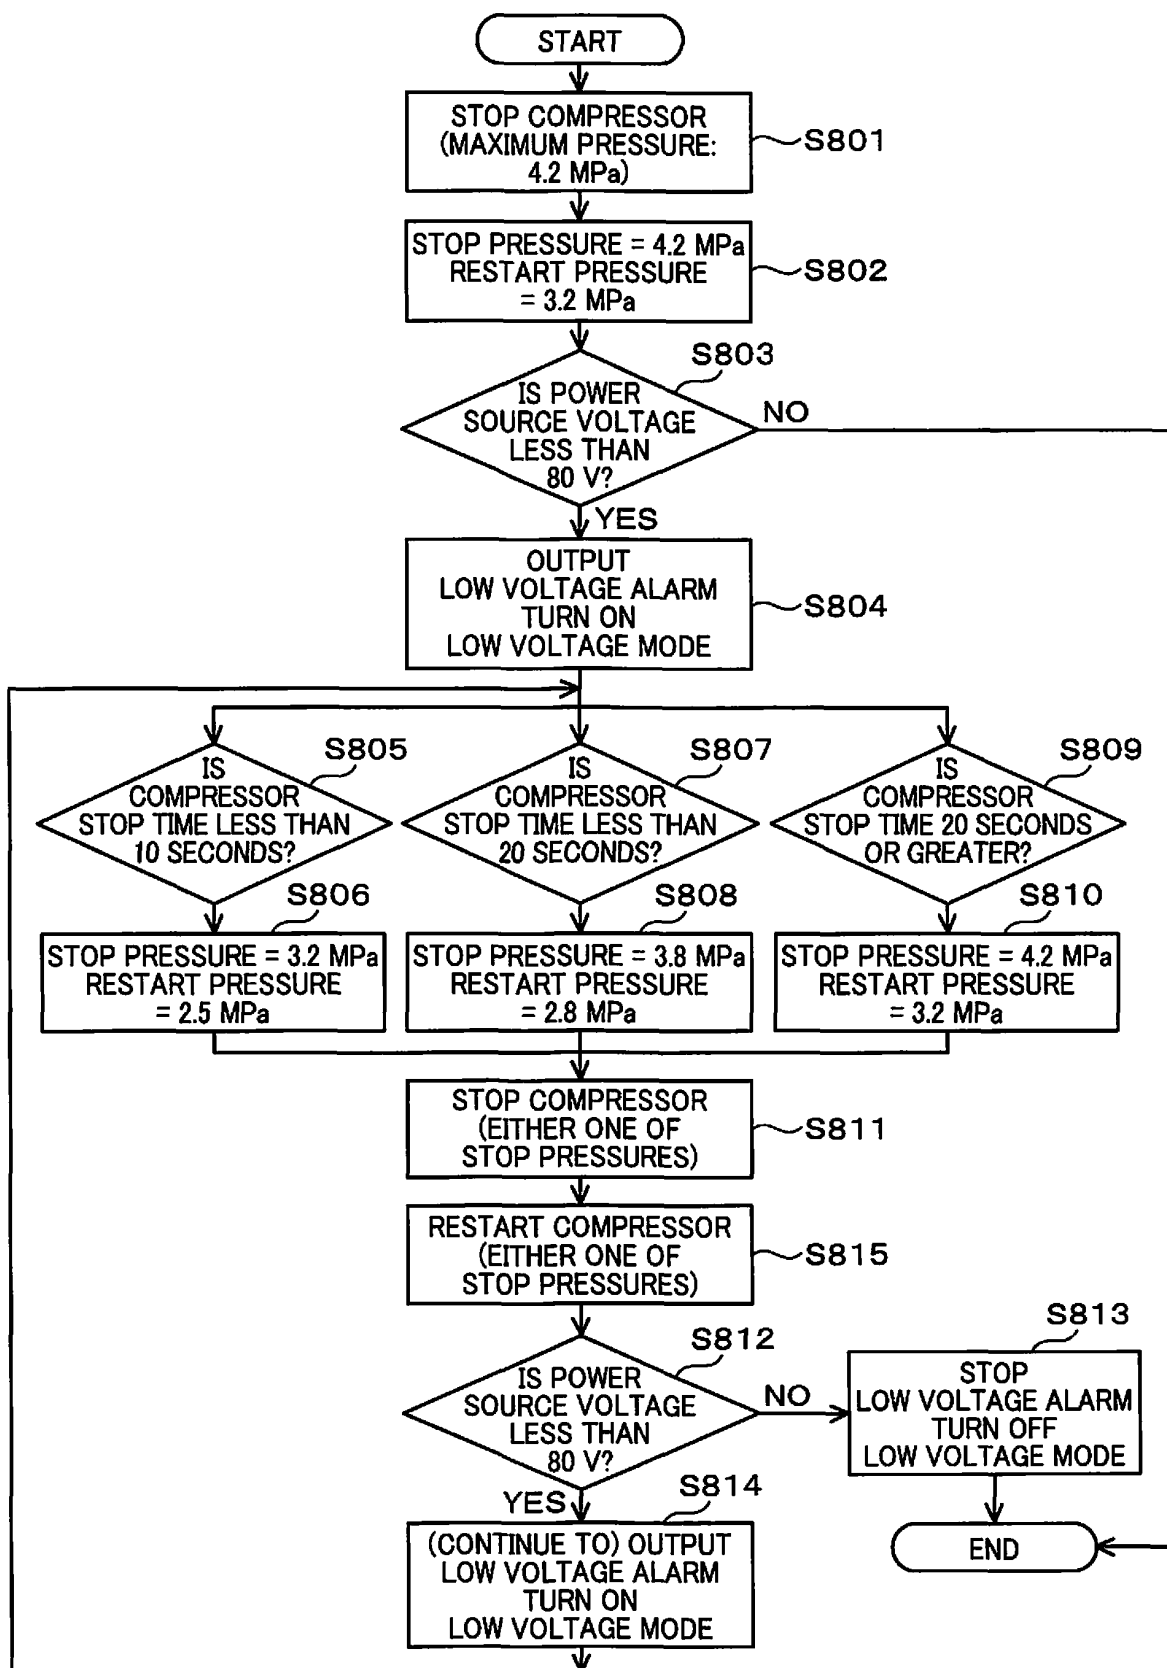 START
STOP COMPRESSOR
(MAXIMUM PRESSURE:
4.2 MPa)
S801
STOP PRESSURE = 4.2 MPa
RESTART PRESSURE
= 3.2 MPa
S802
S803
IS POWER
SOURCE VOLTAGE
LESS THAN
80 V?
NO
YES
OUTPUT
LOW VOLTAGE ALARM
TURN ON
LOW VOLTAGE MODE
S804
S805
IS
COMPRESSOR
STOP TIME LESS THAN
10 SECONDS?
S807
IS
COMPRESSOR
STOP TIME LESS THAN
20 SECONDS?
S809
IS
COMPRESSOR
STOP TIME 20 SECONDS
OR GREATER?
S806
STOP PRESSURE = 3.2 MPa
RESTART PRESSURE
= 2.5 MPa
S808
STOP PRESSURE = 3.8 MPa
RESTART PRESSURE
= 2.8 MPa
S810
STOP PRESSURE = 4.2 MPa
RESTART PRESSURE
= 3.2 MPa
STOP COMPRESSOR
(EITHER ONE OF
STOP PRESSURES)
S811
RESTART COMPRESSOR
(EITHER ONE OF
STOP PRESSURES)
S815
S812
IS POWER
SOURCE VOLTAGE
LESS THAN
80 V?
NO
S813
STOP
LOW VOLTAGE ALARM
TURN OFF
LOW VOLTAGE MODE
YES
S814
(CONTINUE TO) OUTPUT
LOW VOLTAGE ALARM
TURN ON
LOW VOLTAGE MODE
END